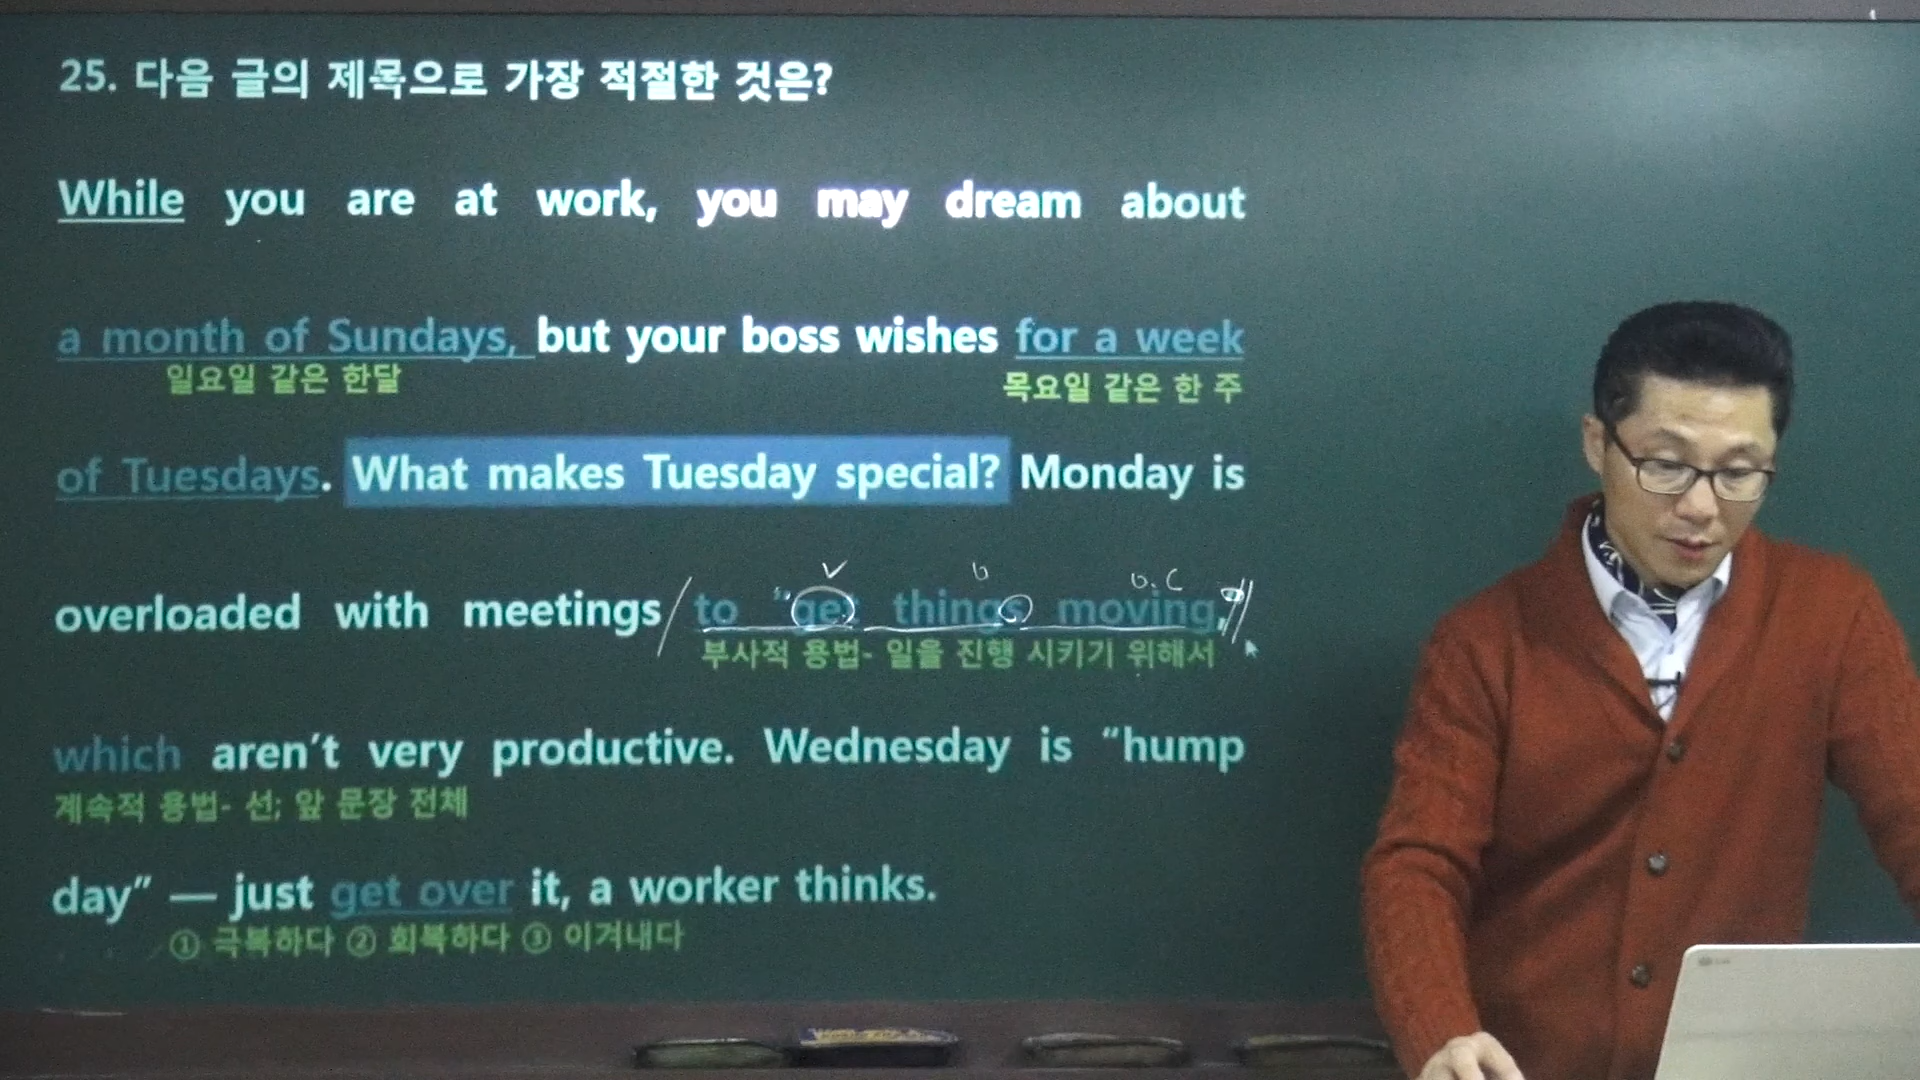 25. 다음 글의 제목으로 가장 적절한 것은?
While you are at work, you may dream about
a month of Sundays, but your boss wishes for a week
일요일 같은 한달 목요일 같은 한 주
of Tuesdays. What makes Tuesday special? Monday is
v o o.c
overloaded with meetings / to "get things moving," //
부사적 용법- 일을 진행 시키기 위해서
which aren't very productive. Wednesday is "hump
계속적 용법- 선; 앞 문장 전체
day" — just get over it, a worker thinks.
① 극복하다 ② 회복하다 ③ 이겨내다